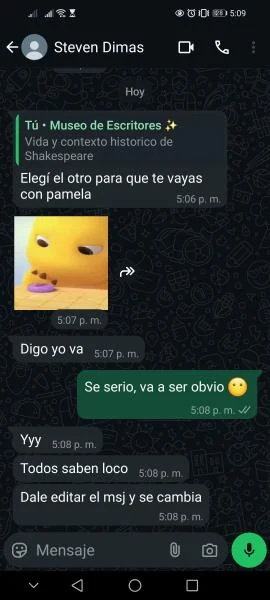 5:09
Steven Dimas
Hoy
Tú • Museo de Escritores ✨
Vida y contexto historico de
Shakespeare
Elegí el otro para que te vayas
con pamela
5:06 p. m.
5:07 p. m.
Digo yo va 5:07 p. m.
Se serio, va a ser obvio 😶
5:08 p. m.
Yyy 5:08 p. m.
Todos saben loco 5:08 p. m.
Dale editar el msj y se cambia
5:08 p. m.
Mensaje